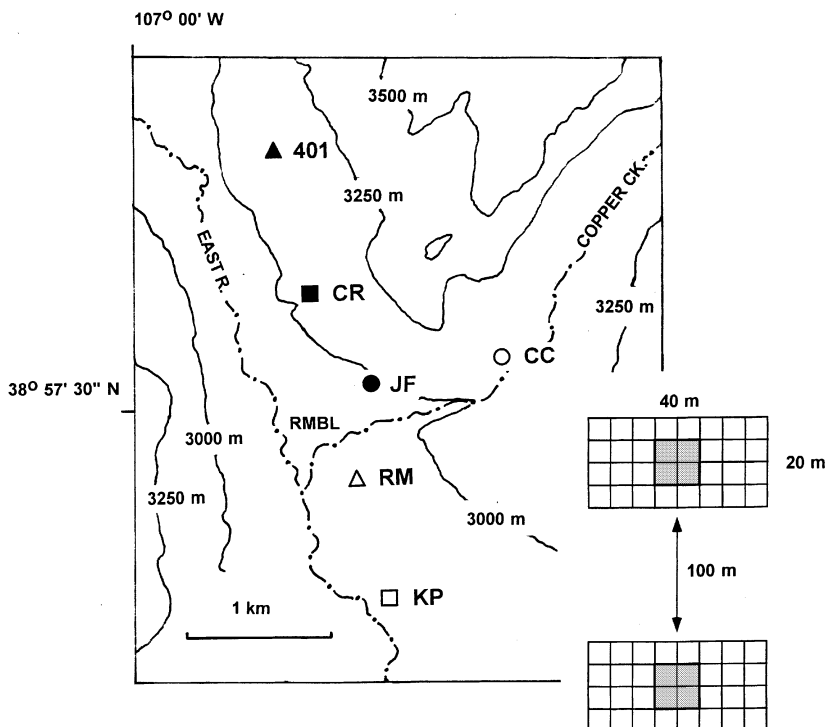 107° 00' W
3500 m
401
3250 m
COPPER CK.
EAST R.
CR
3250 m
CC
JF
38° 57' 30" N
40 m
RMBL
3000 m
20 m
RM
3250 m
3000 m
100 m
1 km
KP